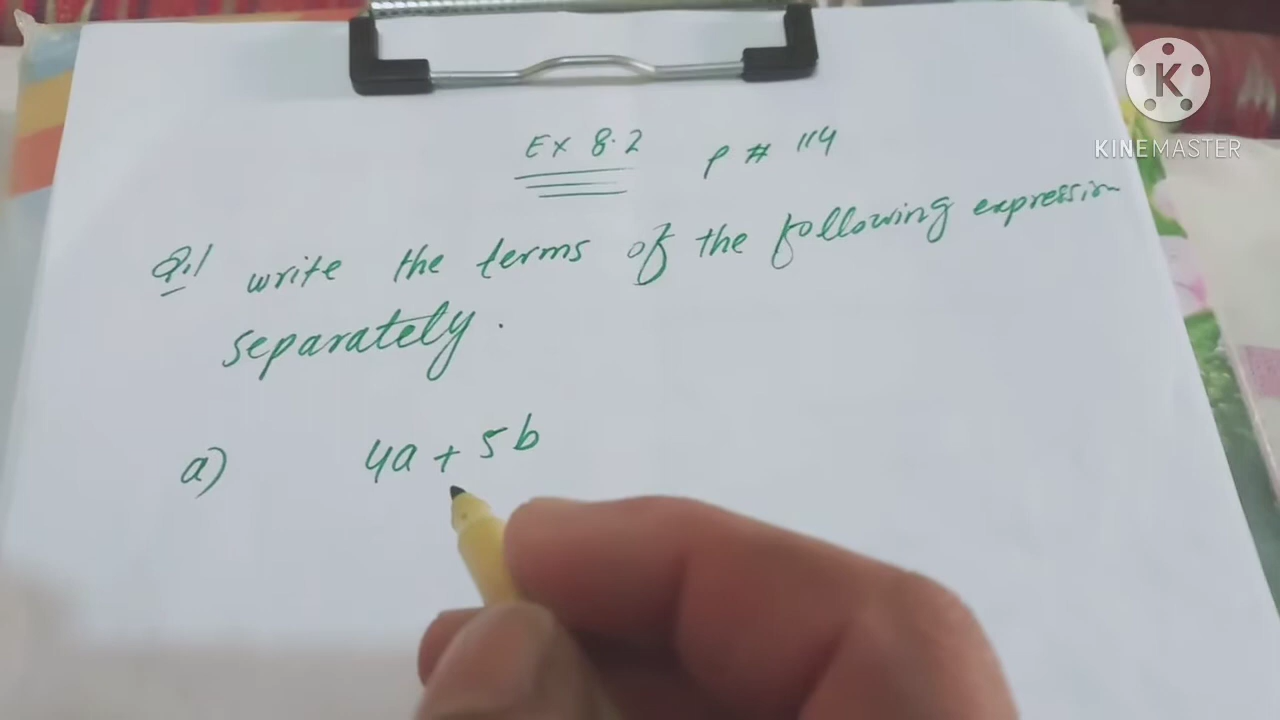 K
KINEMASTER
Ex 8.2 P # 114
Q.1 write the terms of the following expression
separately.
a) 4a + 5b